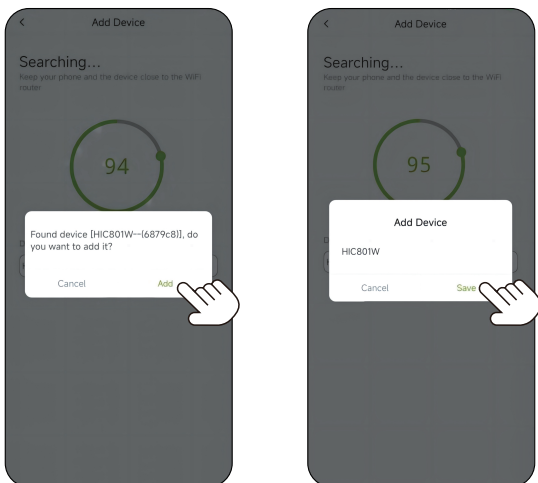 Add Device
Searching...
Keep your phone and the device close to the WiFi
router
94
Found device [HIC801W--(6879c8)], do
you want to add it?
Cancel Add
Add Device
Searching...
Keep your phone and the device close to the WiFi
router
95
Add Device
HIC801W
Cancel Save